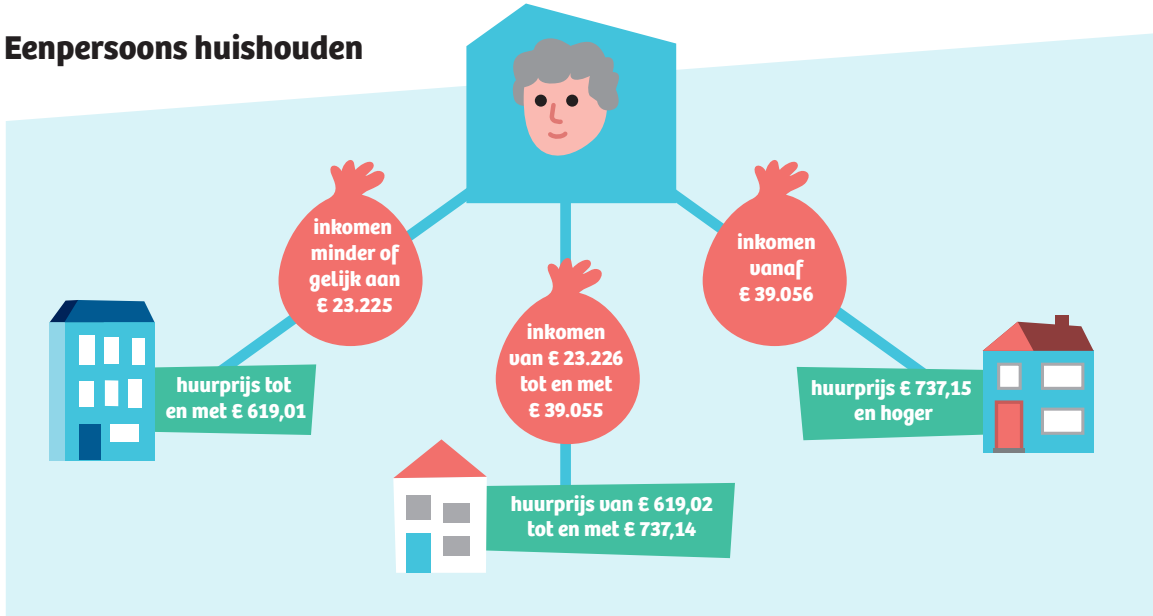 Eenpersoons huishouden
inkomen
minder of
gelijk aan
€ 23.225
huurprijs tot
en met € 619,01
inkomen
van € 23.226
tot en met
€ 39.055
huurprijs van € 619,02
tot en met € 737,14
inkomen
vanaf
€ 39.056
huurprijs € 737,15
en hoger